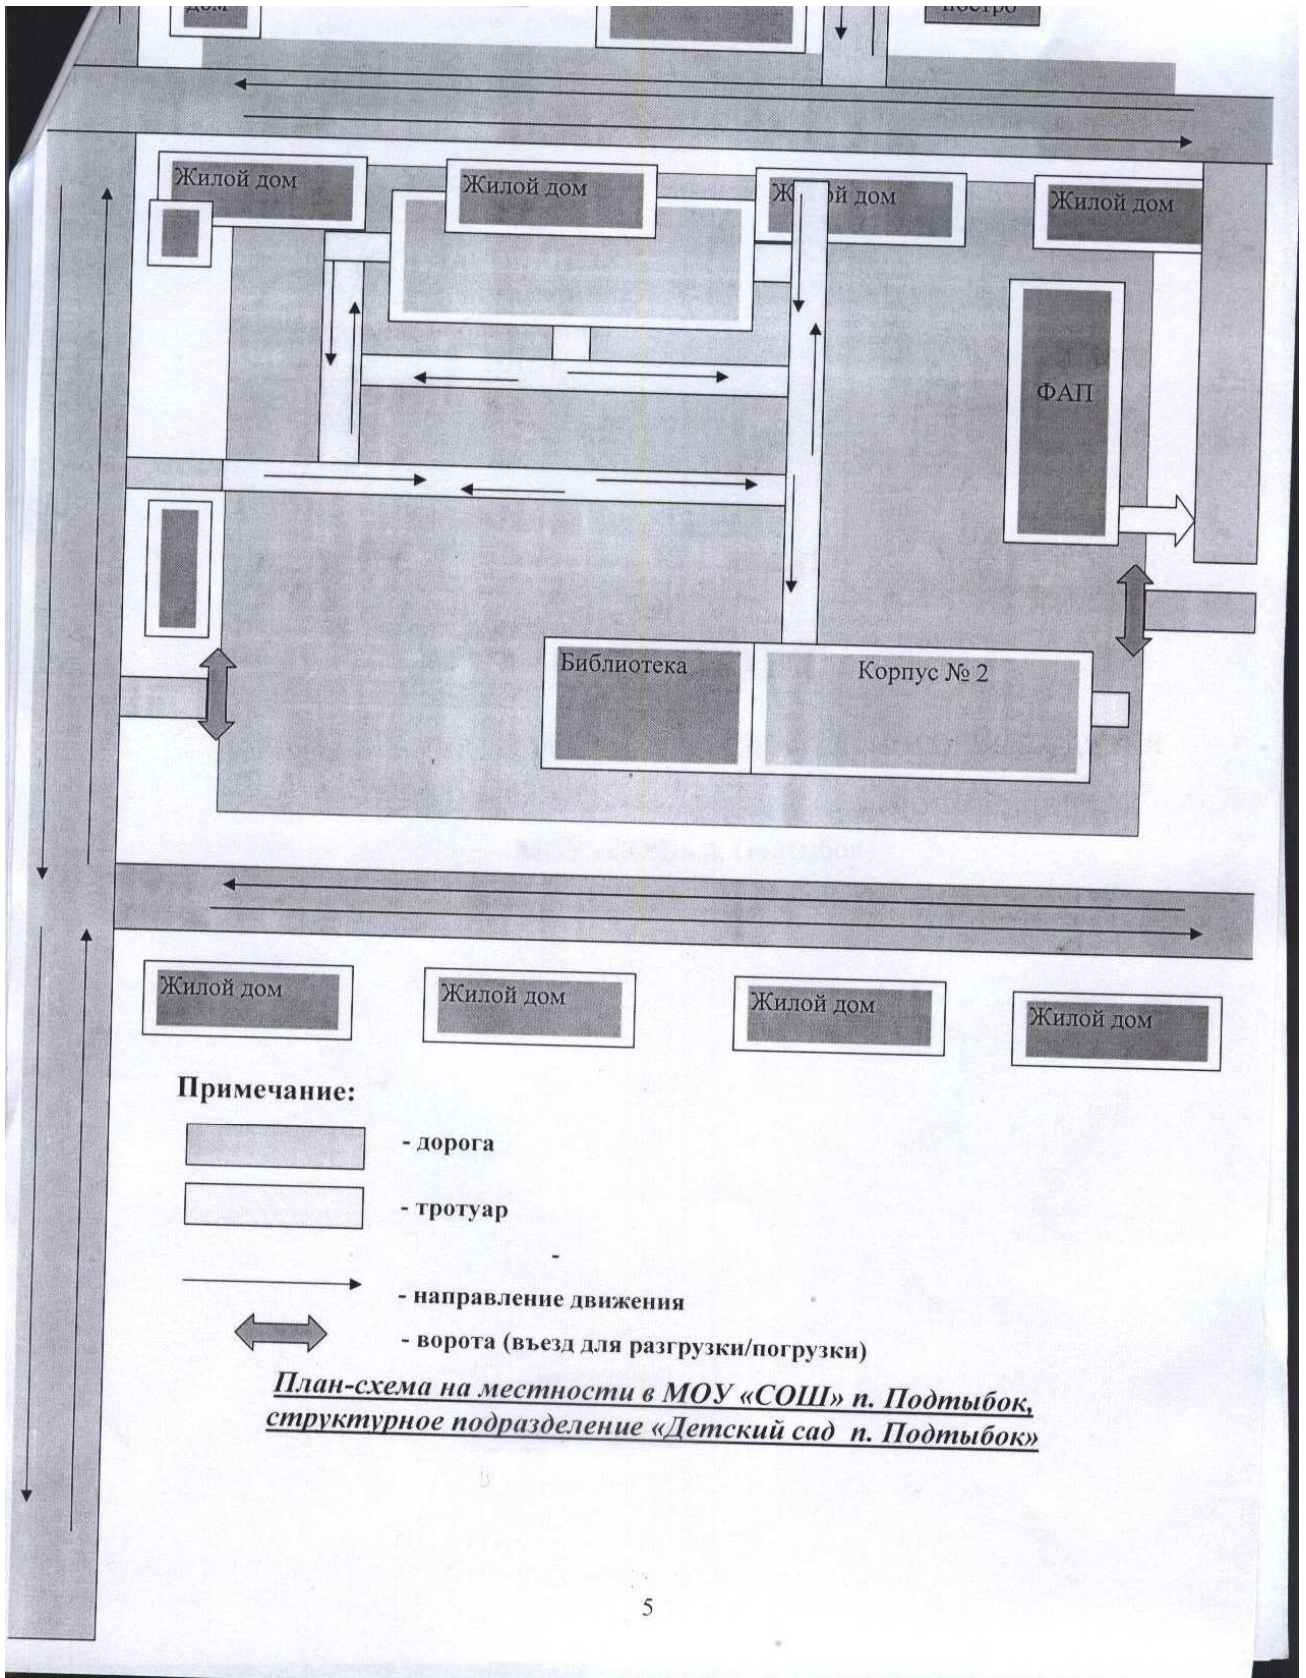 дом
постро
Жилой дом
Жилой дом
Жилой дом
Жилой дом
ФАП
Библиотека
Корпус № 2
Жилой дом
Жилой дом
Жилой дом
Жилой дом
Примечание:
- дорога
- тротуар
-
- направление движения
- ворота (въезд для разгрузки/погрузки)
План-схема на местности в МОУ «СОШ» п. Подтыбок,
структурное подразделение «Детский сад п. Подтыбок»
5